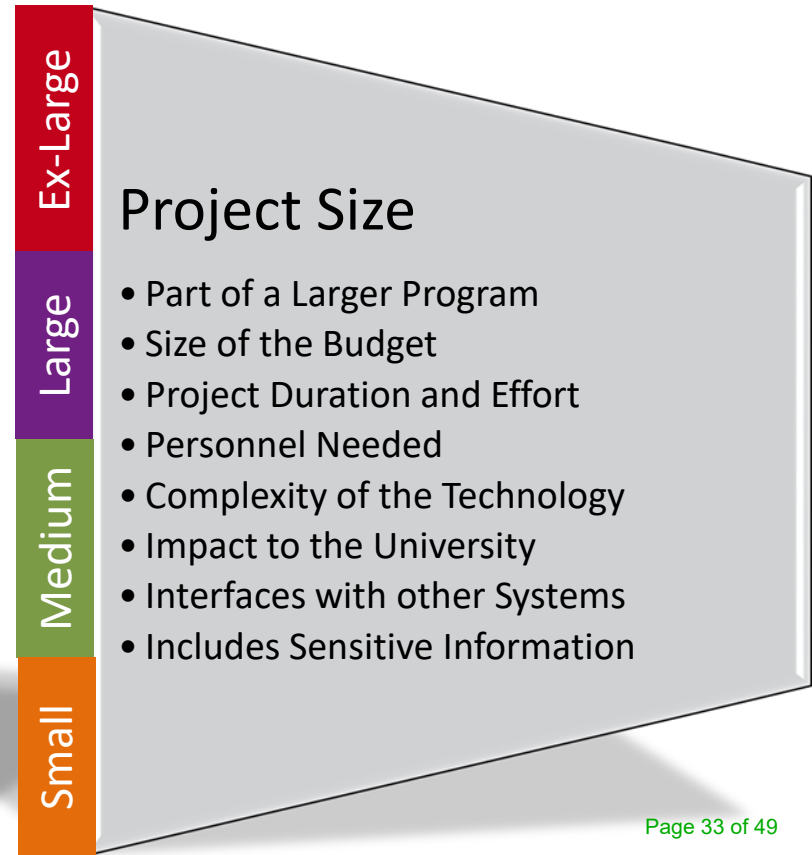 Ex-Large
Large
Medium
Small
Project Size
• Part of a Larger Program
• Size of the Budget
• Project Duration and Effort
• Personnel Needed
• Complexity of the Technology
• Impact to the University
• Interfaces with other Systems
• Includes Sensitive Information
Page 33 of 49